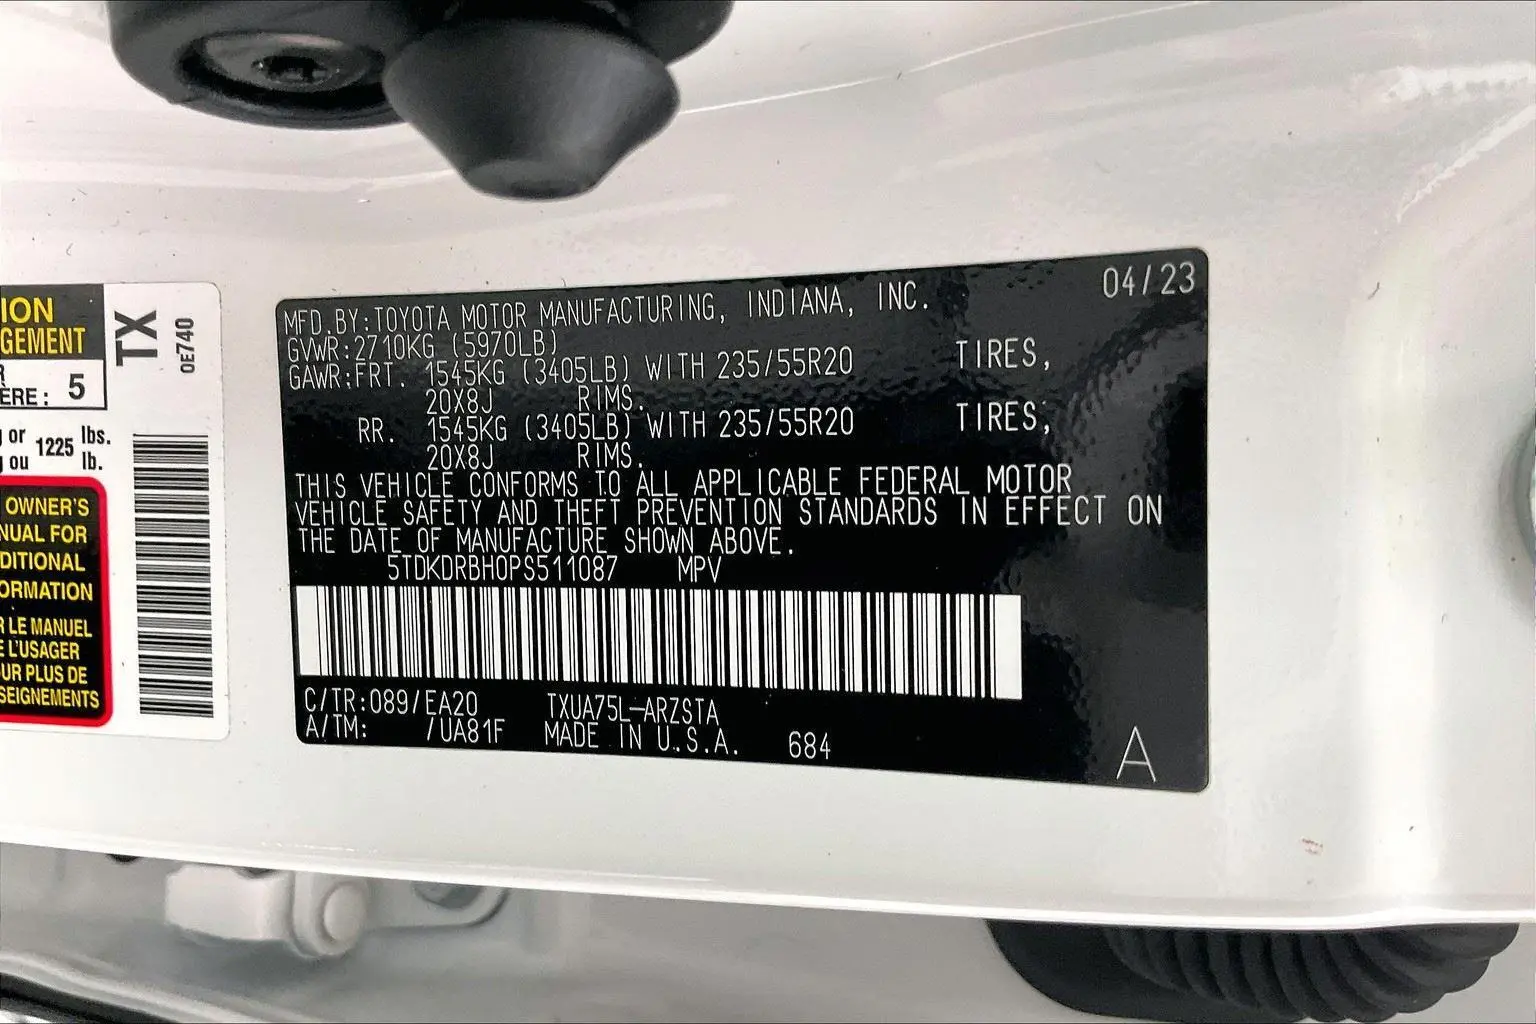 ION
GEMENT
R
ERE: 5
g or 1225 lbs.
g ou lb.
OWNER'S
NUAL FOR
DITIONAL
ORMATION
R LE MANUEL
E L'USAGER
UR PLUS DE
SEIGNEMENTS
TX
0E740
04/23
MFD.BY:TOYOTA MOTOR MANUFACTURING, INDIANA, INC.
GVWR:2710KG (5970LB)
GAWR:FRT. 1545KG (3405LB) WITH 235/55R20 TIRES,
20X8J RIMS.
RR. 1545KG (3405LB) WITH 235/55R20 TIRES,
20X8J RIMS.
THIS VEHICLE CONFORMS TO ALL APPLICABLE FEDERAL MOTOR
VEHICLE SAFETY AND THEFT PREVENTION STANDARDS IN EFFECT ON
THE DATE OF MANUFACTURE SHOWN ABOVE.
5TDKDRBH0PS511087 MPV
C/TR:089/EA20 TXUA75L-ARZSTA
A/TM: /UA81F MADE IN U.S.A. 684
A